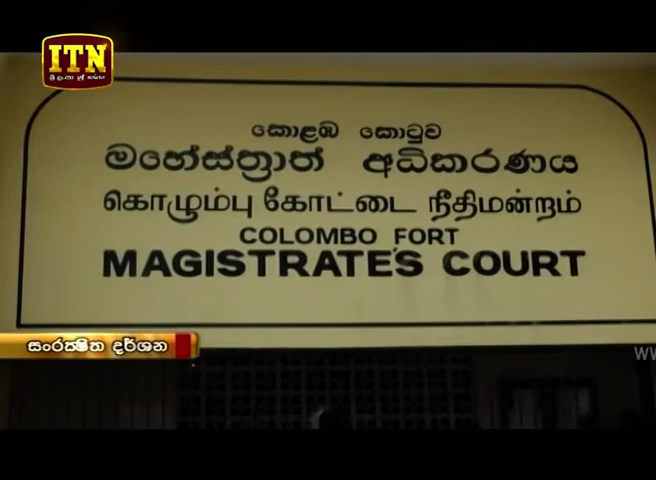 ITN
කොළඹ කොටුව
මහේස්ත්‍රාත් අධිකරණය
கொழும்பு கோட்டை நீதிமன்றம்
COLOMBO FORT
MAGISTRATE'S COURT
සංරක්ෂිත දර්ශන